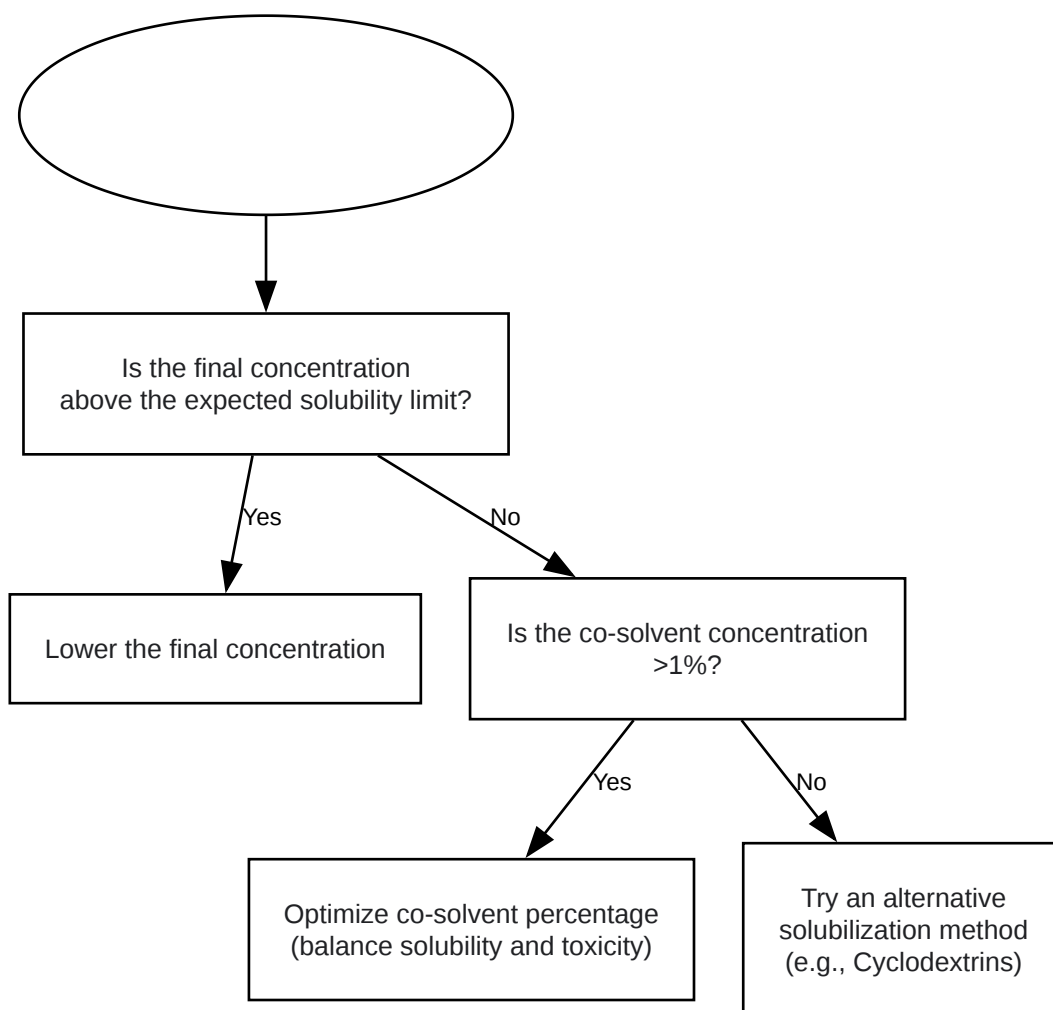 Is the final concentration
above the expected solubility limit?
Yes
No
Lower the final concentration
Is the co-solvent concentration
>1%?
Yes
No
Optimize co-solvent percentage
(balance solubility and toxicity)
Try an alternative
solubilization method
(e.g., Cyclodextrins)